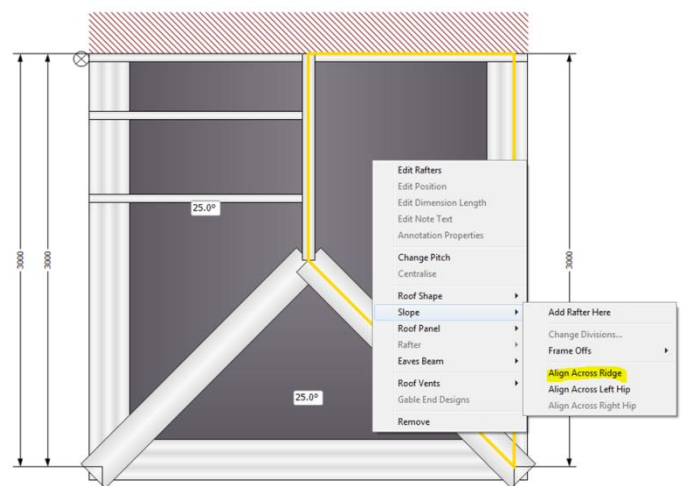 Edit Rafters
Edit Position
Edit Dimension Length
Edit Note Text
Annotation Properties
Change Pitch
Centralise
Roof Shape
Slope
Roof Panel
Rafter
Eaves Beam
Roof Vents
Gable End Designs
Remove
Add Rafter Here
Change Divisions...
Frame Offs
Align Across Ridge
Align Across Left Hip
Align Across Right Hip
25.0°
25.0°
3000
3000
3000